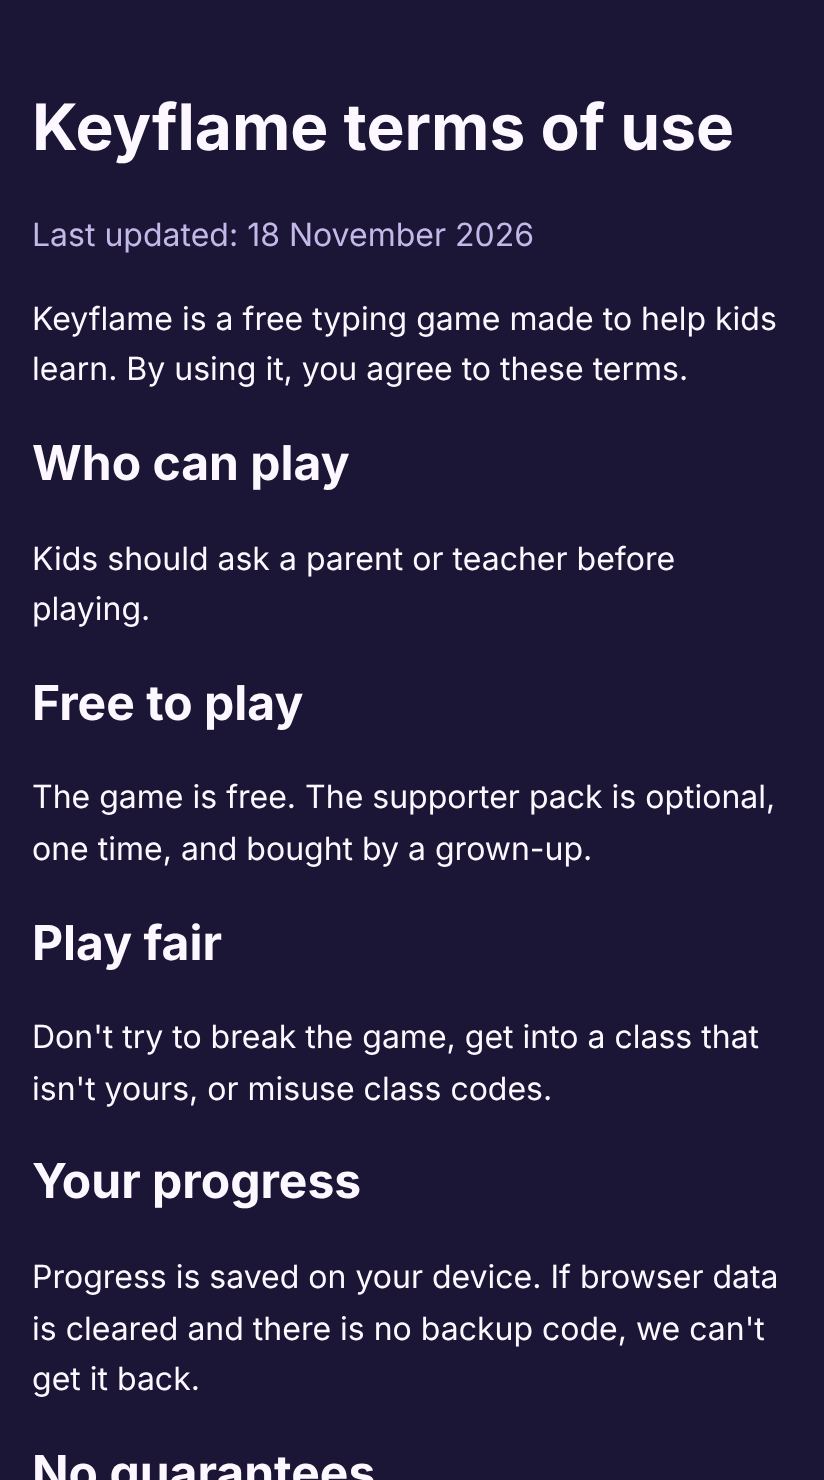 Keyflame terms of use
Last updated: 18 November 2026
Keyflame is a free typing game made to help kids
learn. By using it, you agree to these terms.
Who can play
Kids should ask a parent or teacher before
playing.
Free to play
The game is free. The supporter pack is optional,
one time, and bought by a grown-up.
Play fair
Don't try to break the game, get into a class that
isn't yours, or misuse class codes.
Your progress
Progress is saved on your device. If browser data
is cleared and there is no backup code, we can't
get it back.
No guarantees